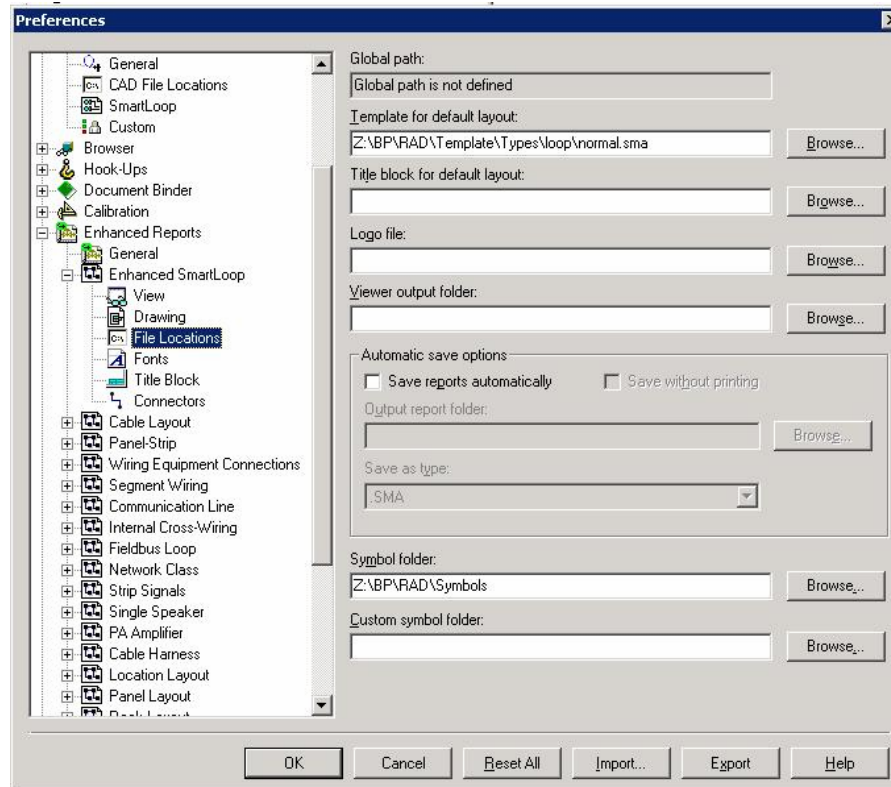 Preferences
General
CAD File Locations
SmartLoop
Custom
Browser
Hook-Ups
Document Binder
Calibration
Enhanced Reports
General
Enhanced SmartLoop
View
Drawing
File Locations
Fonts
Title Block
Connectors
Cable Layout
Panel-Strip
Wiring Equipment Connections
Segment Wiring
Communication Line
Internal Cross-Wiring
Fieldbus Loop
Network Class
Strip Signals
Single Speaker
PA Amplifier
Cable Harness
Location Layout
Panel Layout
Global path:
Global path is not defined
Template for default layout:
Z:\BP\RAD\Template\Types\loop\normal.sma
Browse...
Title block for default layout:
Browse...
Logo file:
Browse...
Viewer output folder:
Browse...
Automatic save options
Save reports automatically
Save without printing
Output report folder:
Browse...
Save as type:
.SMA
Symbol folder:
Z:\BP\RAD\Symbols
Browse...
Custom symbol folder:
Browse...
OK
Cancel
Reset All
Import...
Export
Help